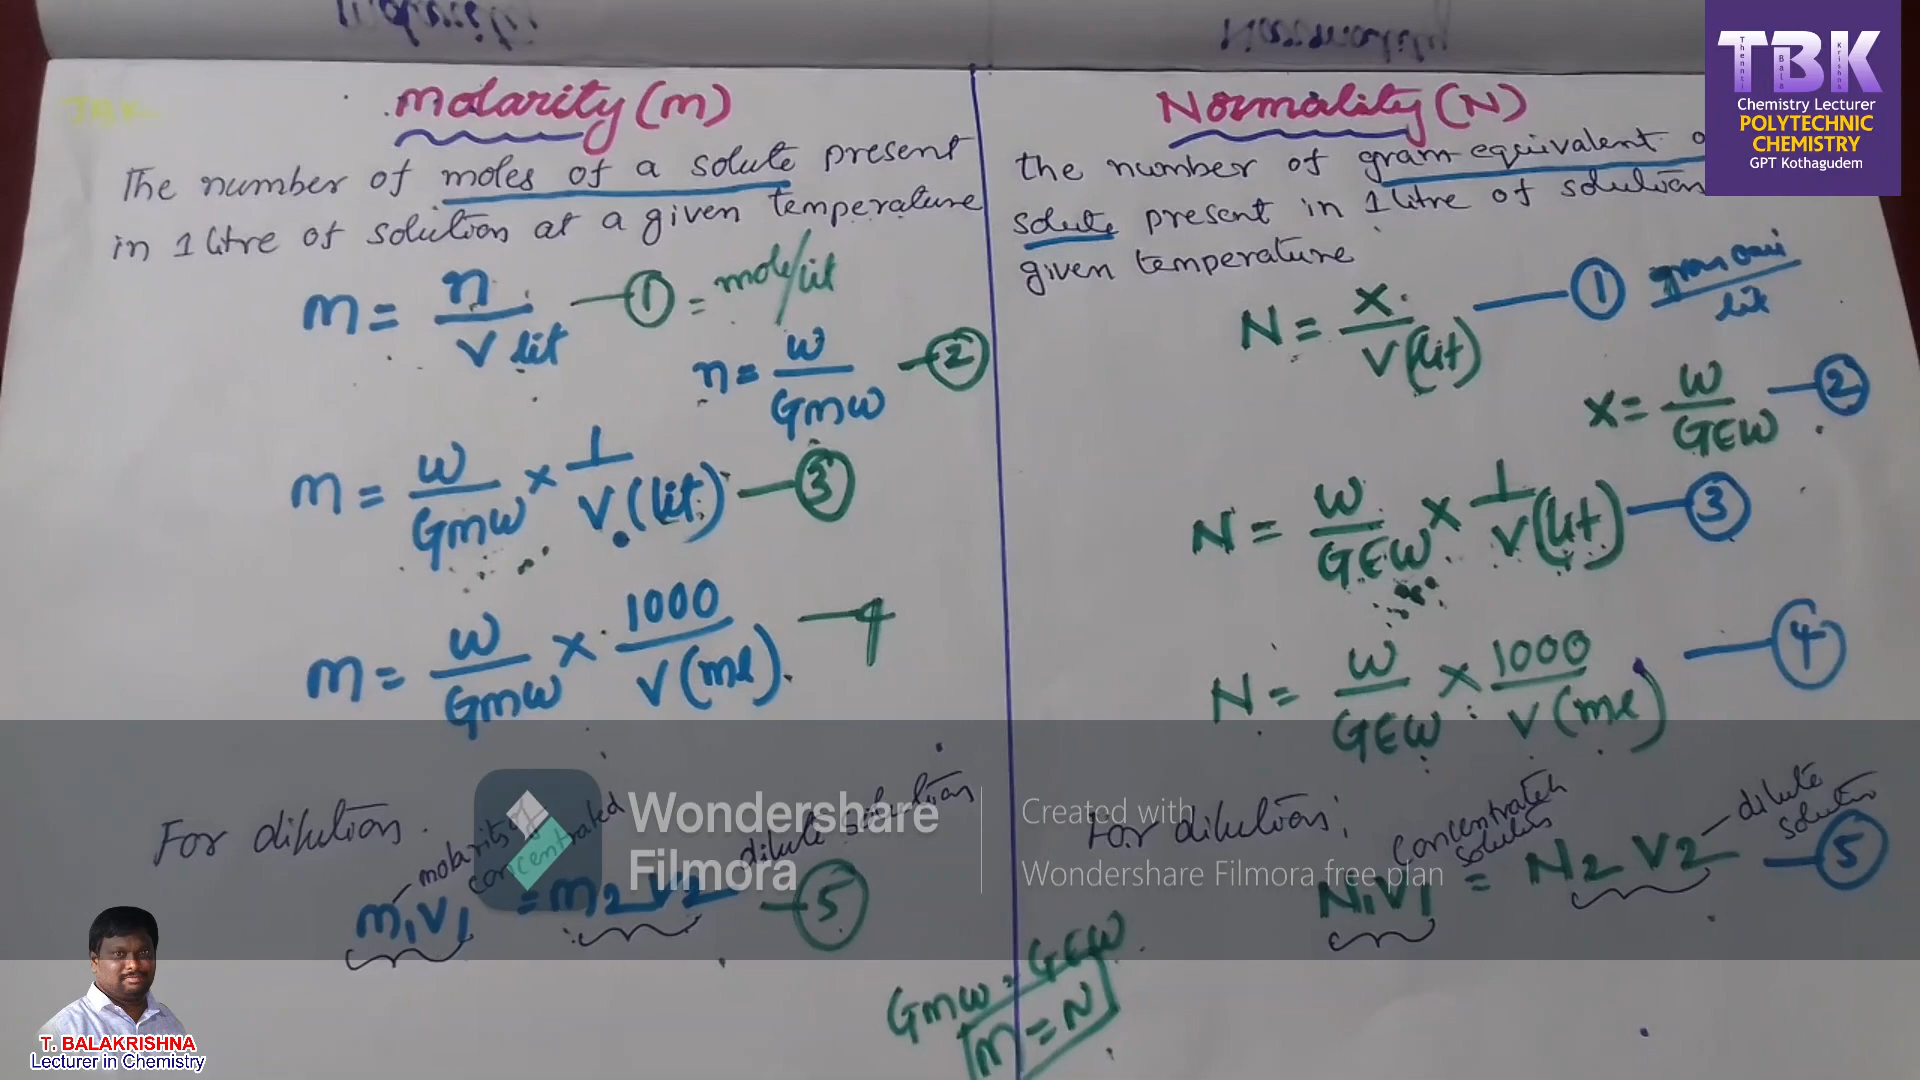 TBK
Molarity (m)
The number of moles of a solute present
in 1 litre of solution at a given temperature
m = n / V lit — ① = mole/lit
n = w / GMW — ②
m = w / GMW × 1 / V (lit) — ③
m = w / GMW × 1000 / V (ml) — 4
For dilution.
molarity of concentrated
dilute solution
m1V1 = m2V2 — ⑤
Normality (N)
the number of gram equivalent
solute present in 1 litre of solution
given temperature
N = x / V (lit) — ①
lit
x = w / GEW — ②
N = w / GEW × 1 / V (lit) — ③
N = w / GEW × 1000 / V (ml) — ④
For dilution;
concentrated
dilute
N1V1 = N2V2 — ⑤
GMW = GEW
M = N
TBK
Chemistry Lecturer
POLYTECHNIC
CHEMISTRY
GPT Kothagudem
Wondershare
Filmora
Created with
Wondershare Filmora free plan
T. BALAKRISHNA
Lecturer in Chemistry